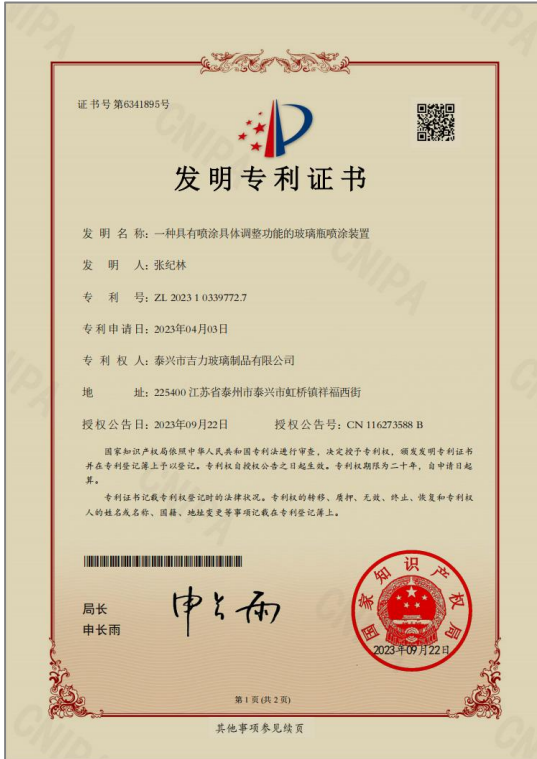 证书号第6341895号
发明专利证书
发 明 名 称：一种具有喷涂具体调整功能的玻璃瓶喷涂装置
发 明 人：张纪林
专 利 号：ZL 2023 1 0339772.7
专利申请日：2023年04月03日
专 利 权 人：泰兴市吉力玻璃制品有限公司
地 址：225400 江苏省泰州市泰兴市虹桥镇祥福西街
授权公告日：2023年09月22日 授权公告号：CN 116273588 B
国家知识产权局依照中华人民共和国专利法进行审查，决定授予专利权，颁发发明专利证书
并在专利登记簿上予以登记。专利权自授权公告之日起生效。专利权期限为二十年，自申请日起
算。
专利证书记载专利权登记时的法律状况。专利权的转移、质押、无效、终止、恢复和专利权
人的姓名或名称、国籍、地址变更等事项记载在专利登记簿上。
局长
申长雨
申长雨
国家知识产权局
2023年09月22日
第 1 页 (共 2 页)
其他事项参见续页
CNIPA